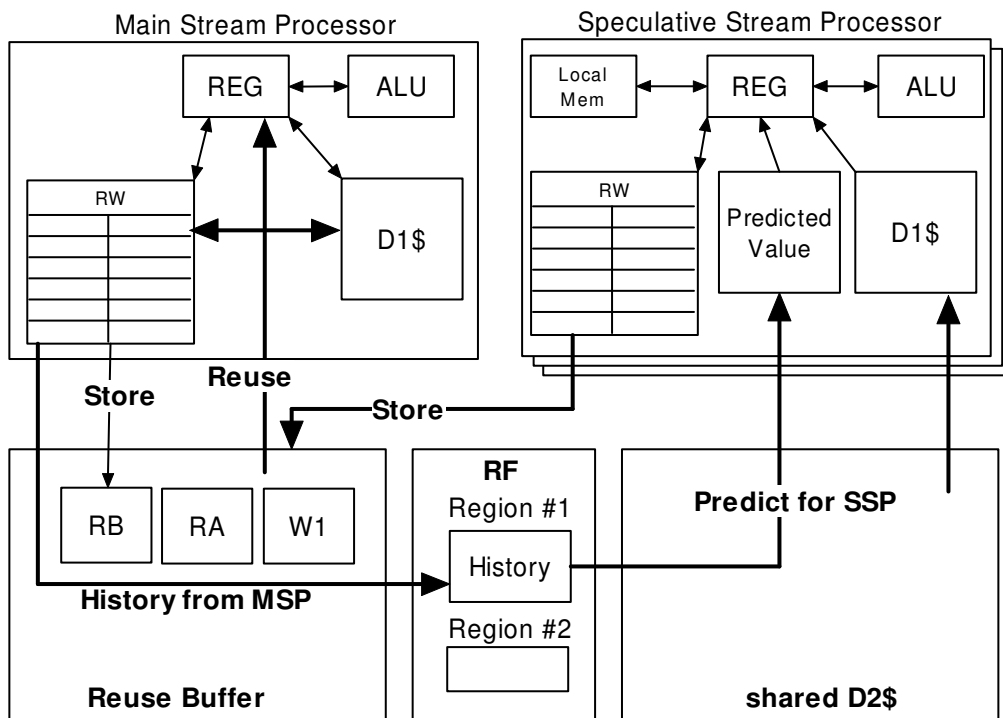 Main Stream Processor
Speculative Stream Processor
REG
ALU
RW
D1$
Local
Mem
REG
ALU
RW
Predicted
Value
D1$
Store
Reuse
Store
RB
RA
W1
History from MSP
Reuse Buffer
RF
Region #1
History
Region #2
Predict for SSP
shared D2$